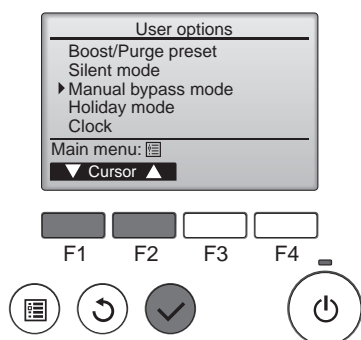 User options
Boost/Purge preset
Silent mode
Manual bypass mode
Holiday mode
Clock
Main menu:
▼ Cursor ▲
F1 F2 F3 F4